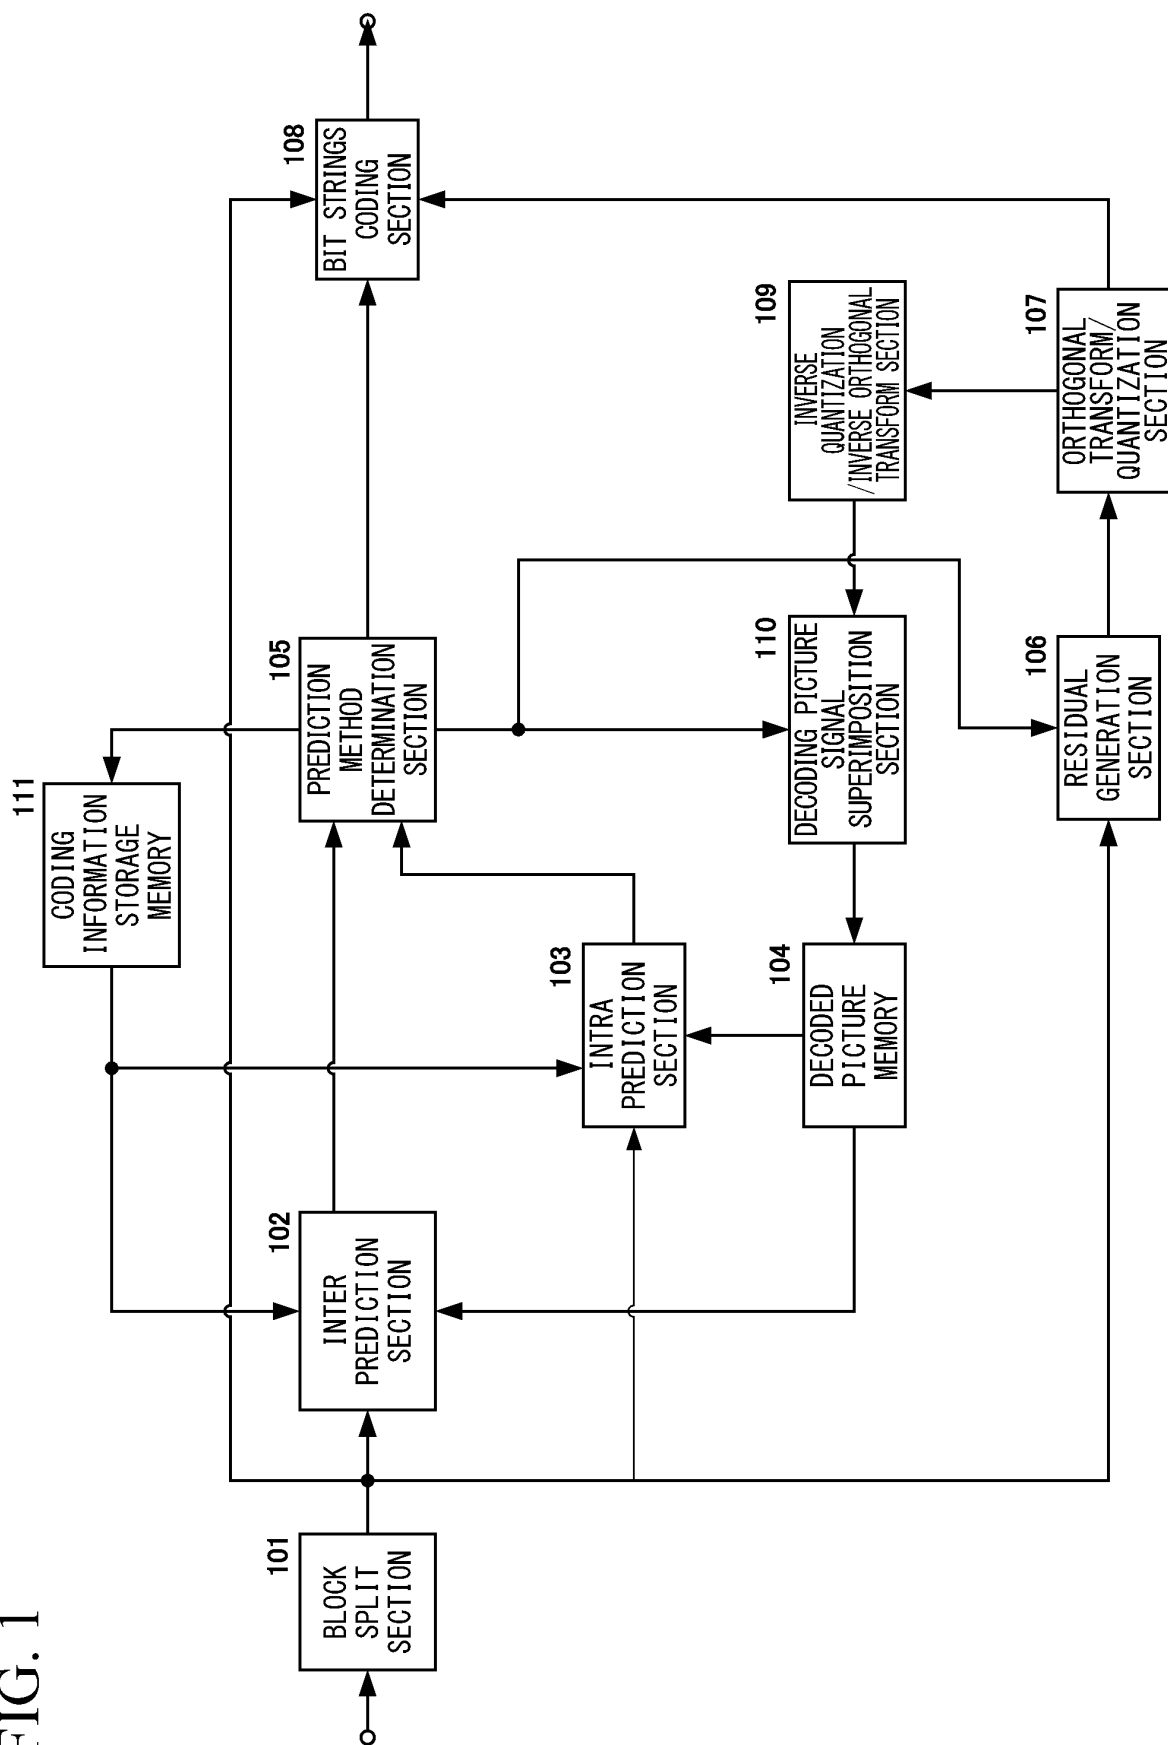 FIG. 1
101
BLOCK
SPLIT
SECTION
102
INTER
PREDICTION
SECTION
111
CODING
INFORMATION
STORAGE
MEMORY
103
INTRA
PREDICTION
SECTION
104
DECODED
PICTURE
MEMORY
105
PREDICTION
METHOD
DETERMINATION
SECTION
110
DECODING PICTURE
SIGNAL
SUPERIMPOSITION
SECTION
106
RESIDUAL
GENERATION
SECTION
109
INVERSE
QUANTIZATION
/INVERSE ORTHOGONAL
TRANSFORM SECTION
107
ORTHOGONAL
TRANSFORM/
QUANTIZATION
SECTION
108
BIT STRINGS
CODING
SECTION